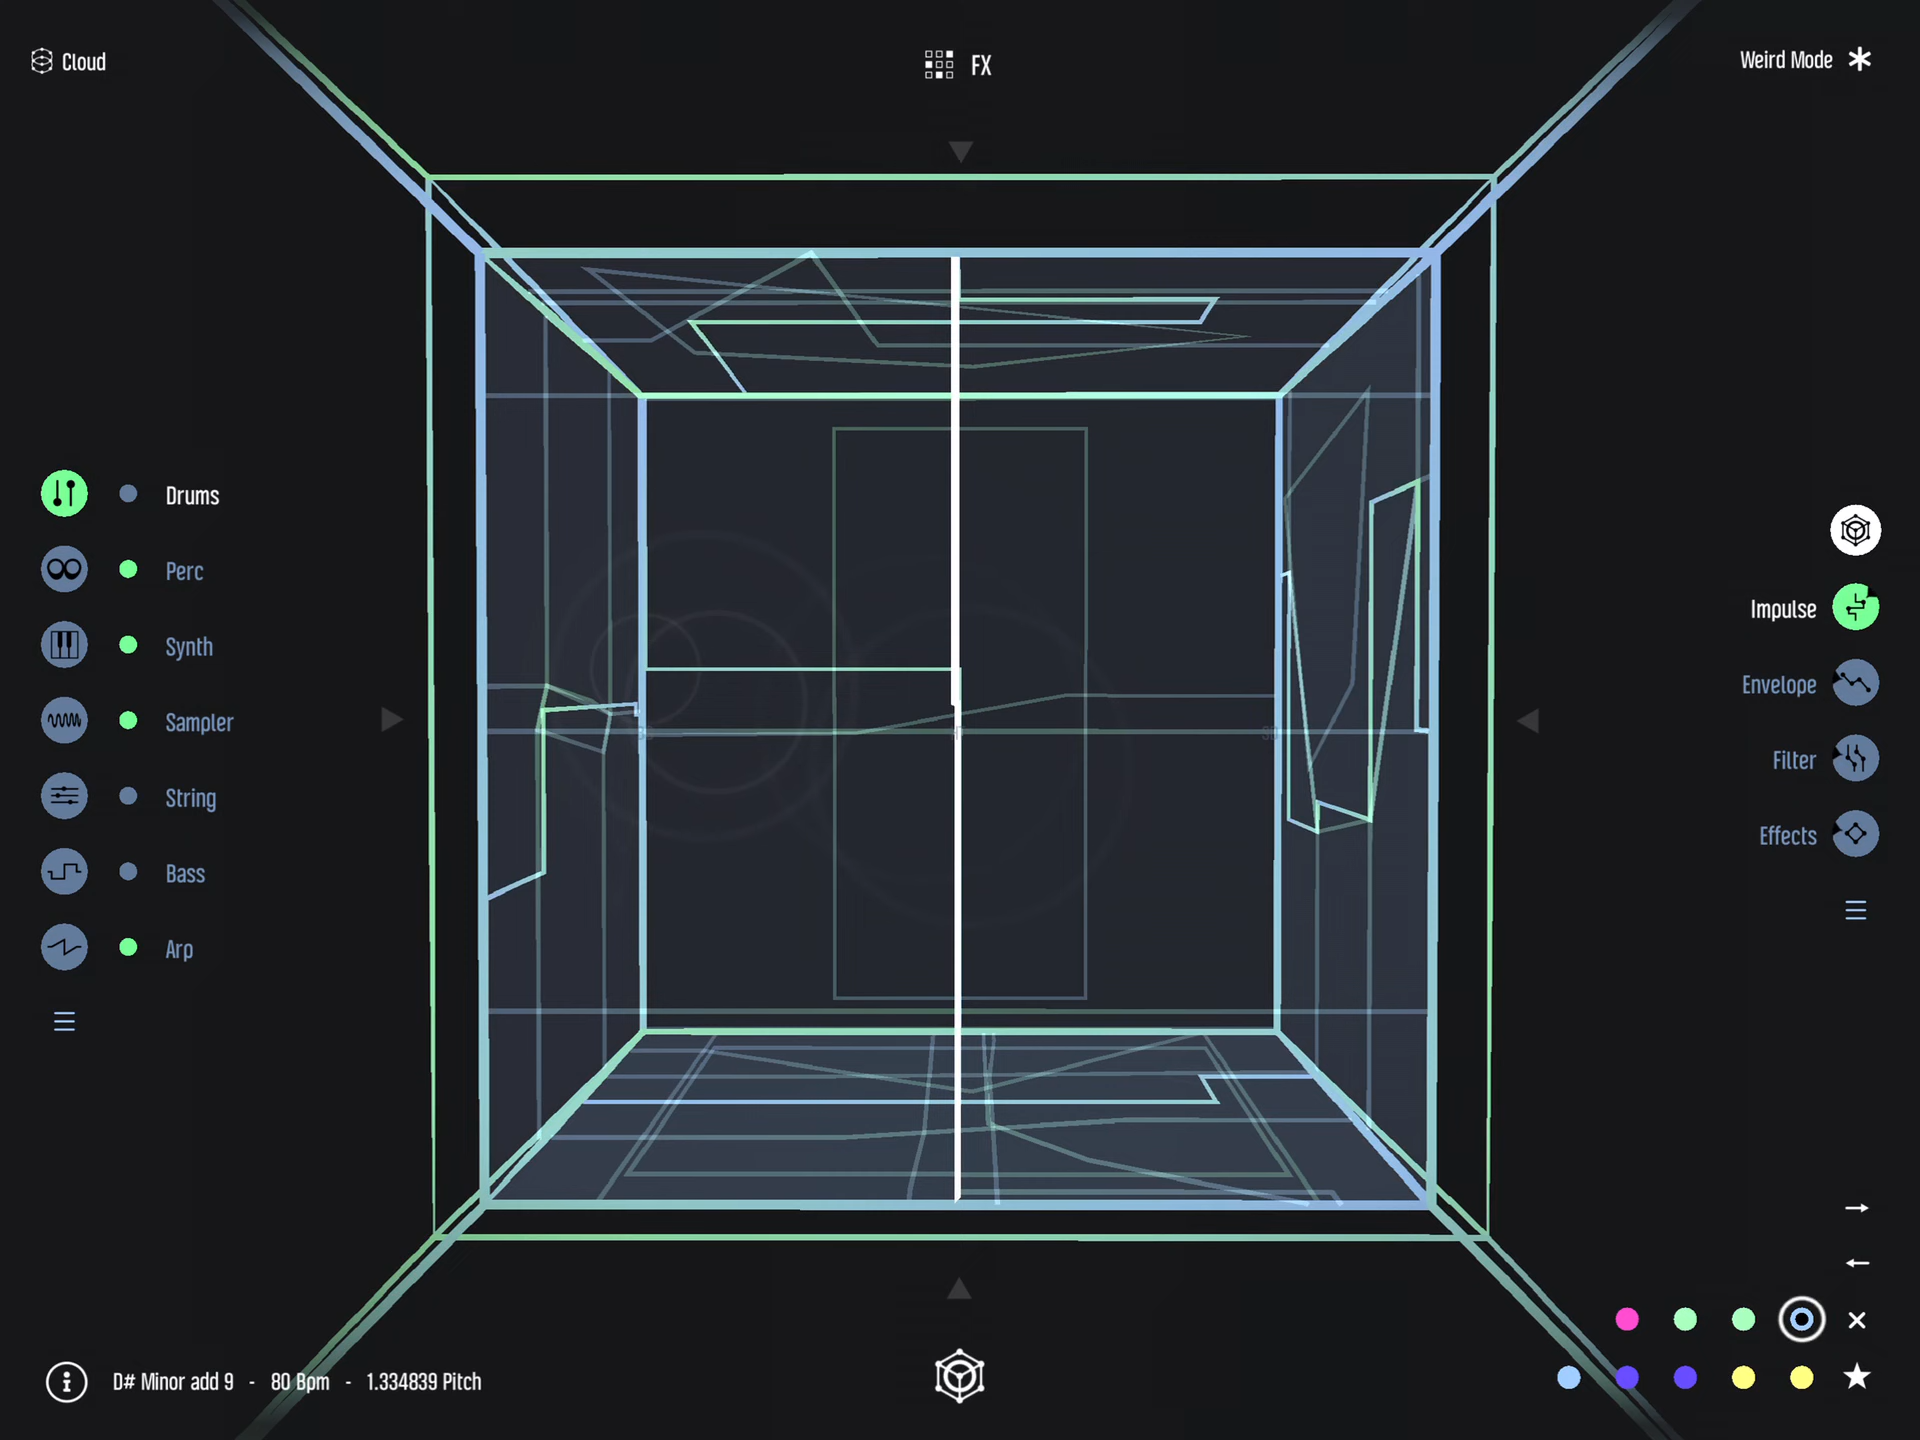 Cloud
FX
Weird Mode
Drums
Perc
Synth
Sampler
String
Bass
Arp
Impulse
Envelope
Filter
Effects
D# Minor add 9 - 80 Bpm - 1.334839 Pitch